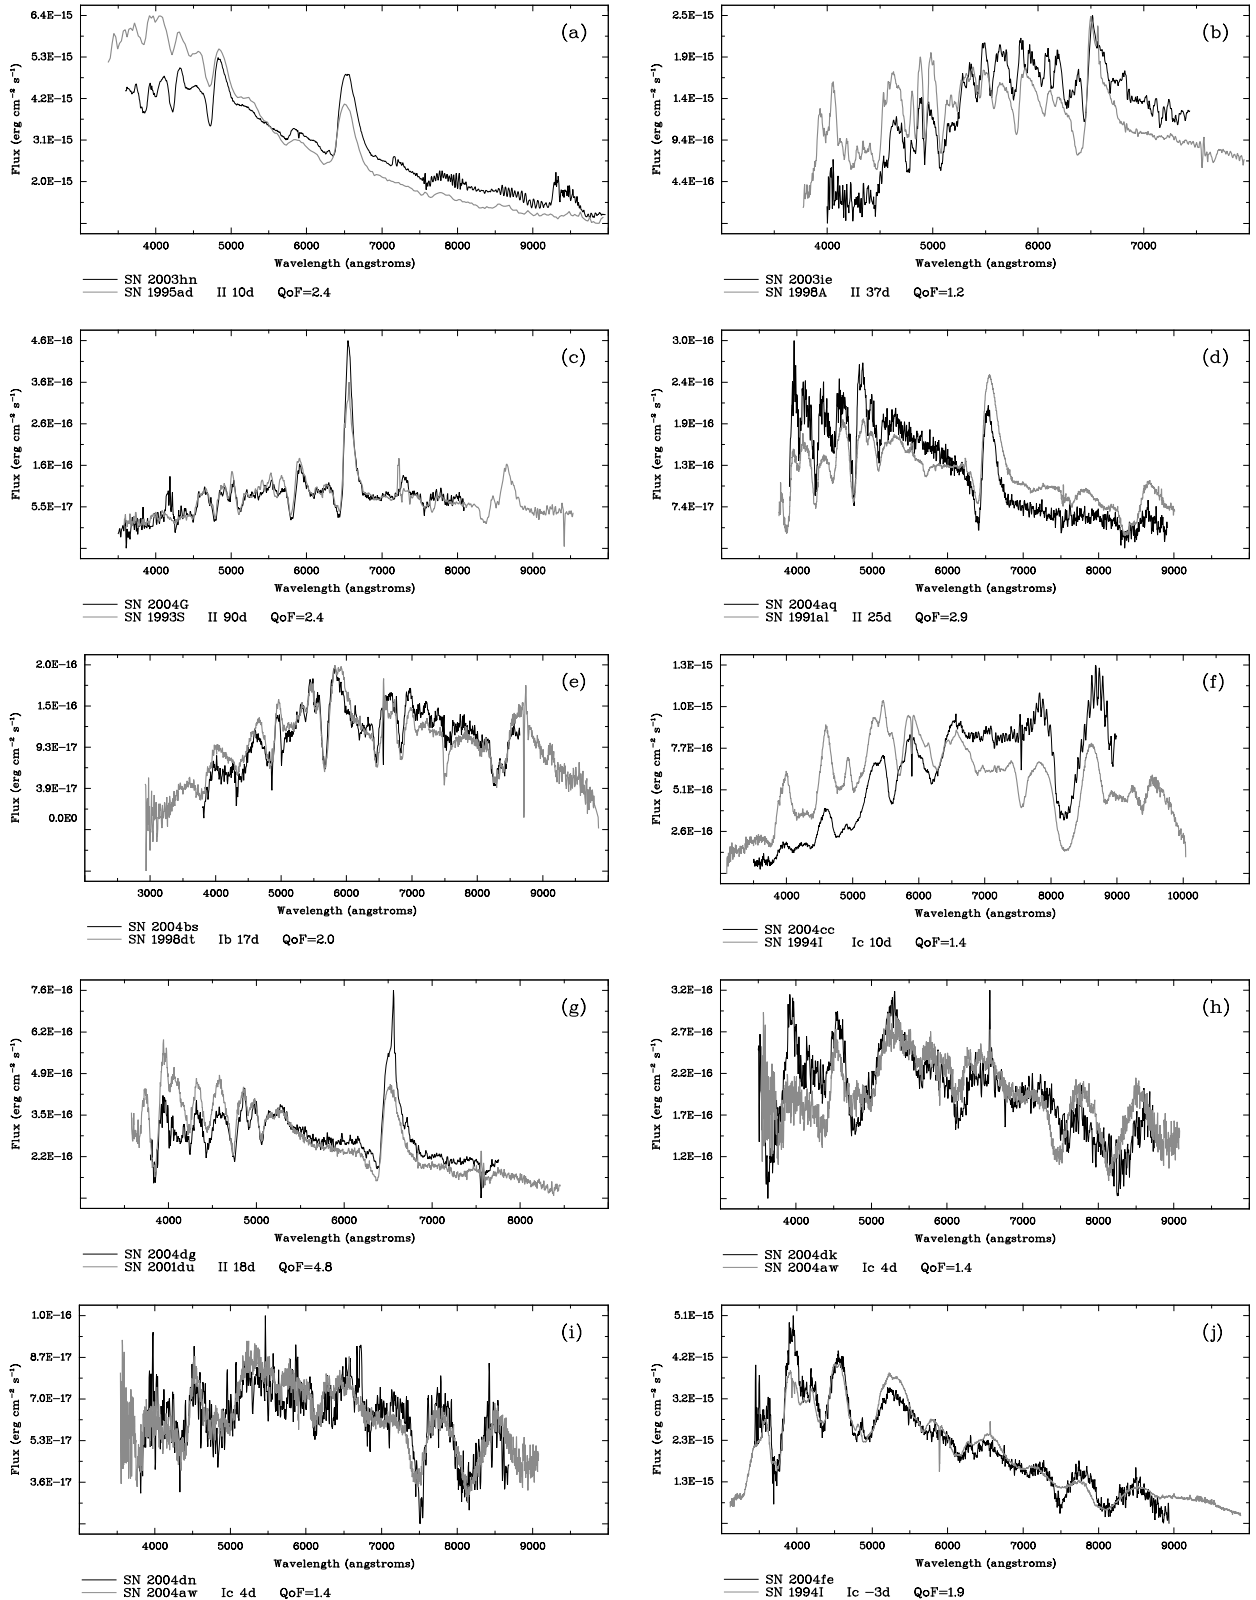 (a)
6.4E−15
5.3E−15
4.2E−15
3.1E−15
2.0E−15
Flux (erg cm−2 s−1)
4000 5000 6000 7000 8000 9000
Wavelength (angstroms)
SN 2003hn
SN 1995ad II 10d QoF=2.4
(b)
2.5E−15
1.9E−15
1.4E−15
9.4E−16
4.4E−16
Flux (erg cm−2 s−1)
4000 5000 6000 7000
Wavelength (angstroms)
SN 2003ie
SN 1998A II 37d QoF=1.2
(c)
4.6E−16
3.6E−16
2.6E−16
1.6E−16
5.5E−17
Flux (erg cm−2 s−1)
4000 5000 6000 7000 8000 9000
Wavelength (angstroms)
SN 2004G
SN 1993S II 90d QoF=2.4
(d)
3.0E−16
2.4E−16
1.9E−16
1.3E−16
7.4E−17
Flux (erg cm−2 s−1)
4000 5000 6000 7000 8000 9000
Wavelength (angstroms)
SN 2004aq
SN 1991al II 25d QoF=2.9
(e)
2.0E−16
1.5E−16
9.3E−17
3.9E−17
0.0E0
Flux (erg cm−2 s−1)
3000 4000 5000 6000 7000 8000 9000
Wavelength (angstroms)
SN 2004bs
SN 1998dt Ib 17d QoF=2.0
(f)
1.3E−15
1.0E−15
7.7E−16
5.1E−16
2.6E−16
Flux (erg cm−2 s−1)
4000 5000 6000 7000 8000 9000 10000
Wavelength (angstroms)
SN 2004cc
SN 1994I Ic 10d QoF=1.4
(g)
7.6E−16
6.2E−16
4.9E−16
3.5E−16
2.2E−16
Flux (erg cm−2 s−1)
4000 5000 6000 7000 8000
Wavelength (angstroms)
SN 2004dg
SN 2001du II 18d QoF=4.8
(h)
3.2E−16
2.7E−16
2.2E−16
1.7E−16
1.2E−16
Flux (erg cm−2 s−1)
4000 5000 6000 7000 8000 9000
Wavelength (angstroms)
SN 2004dk
SN 2004aw Ic 4d QoF=1.4
(i)
1.0E−16
8.7E−17
7.0E−17
5.3E−17
3.6E−17
Flux (erg cm−2 s−1)
4000 5000 6000 7000 8000 9000
Wavelength (angstroms)
SN 2004dn
SN 2004aw Ic 4d QoF=1.4
(j)
5.1E−15
4.2E−15
3.2E−15
2.3E−15
1.3E−15
Flux (erg cm−2 s−1)
4000 5000 6000 7000 8000 9000
Wavelength (angstroms)
SN 2004fe
SN 1994I Ic −3d QoF=1.9